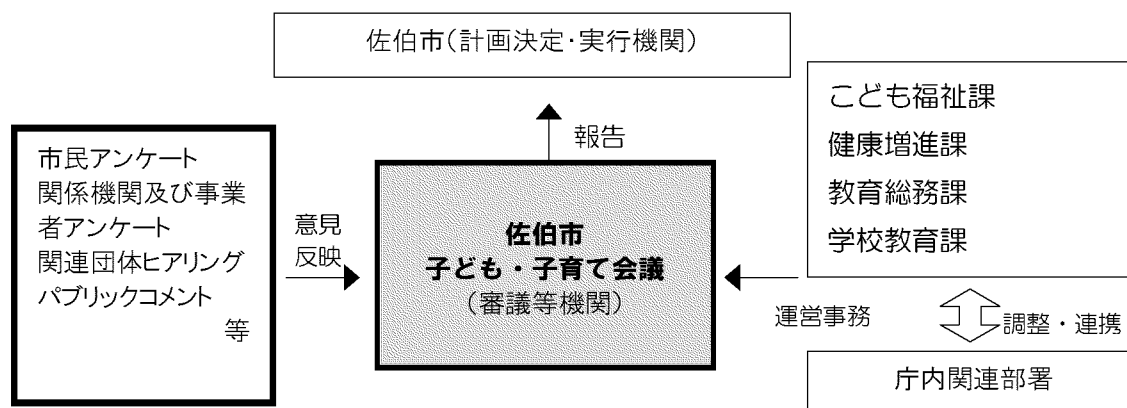 佐伯市(計画決定・実行機関)
報告
市民アンケート
関係機関及び事業
者アンケート
関連団体ヒアリング
パブリックコメント
等
意見
反映
佐伯市
子ども・子育て会議
(審議等機関)
こども福祉課
健康増進課
教育総務課
学校教育課
運営事務
調整・連携
庁内関連部署